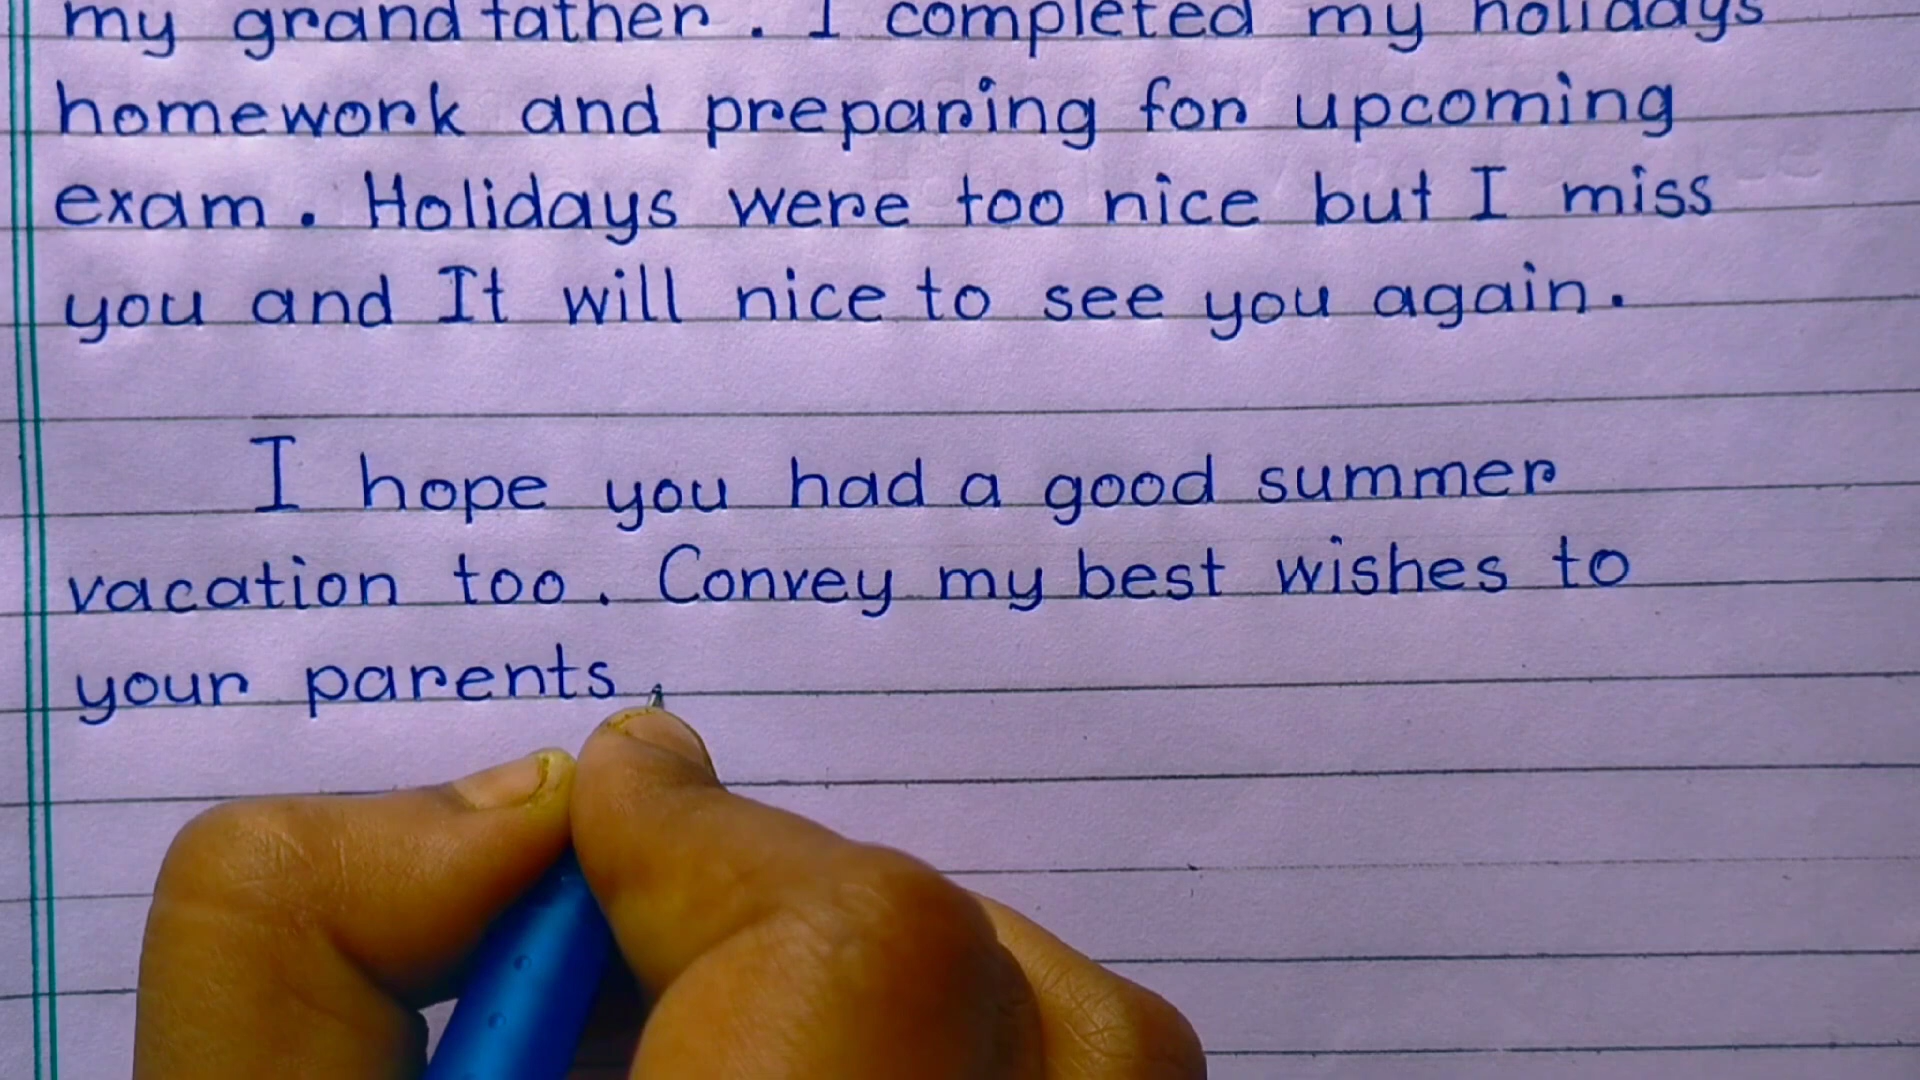 my grand father. I completed my holidays
homework and preparing for upcoming
exam. Holidays were too nice but I miss
you and It will nice to see you again.
I hope you had a good summer
vacation too. Convey my best wishes to
your parents.